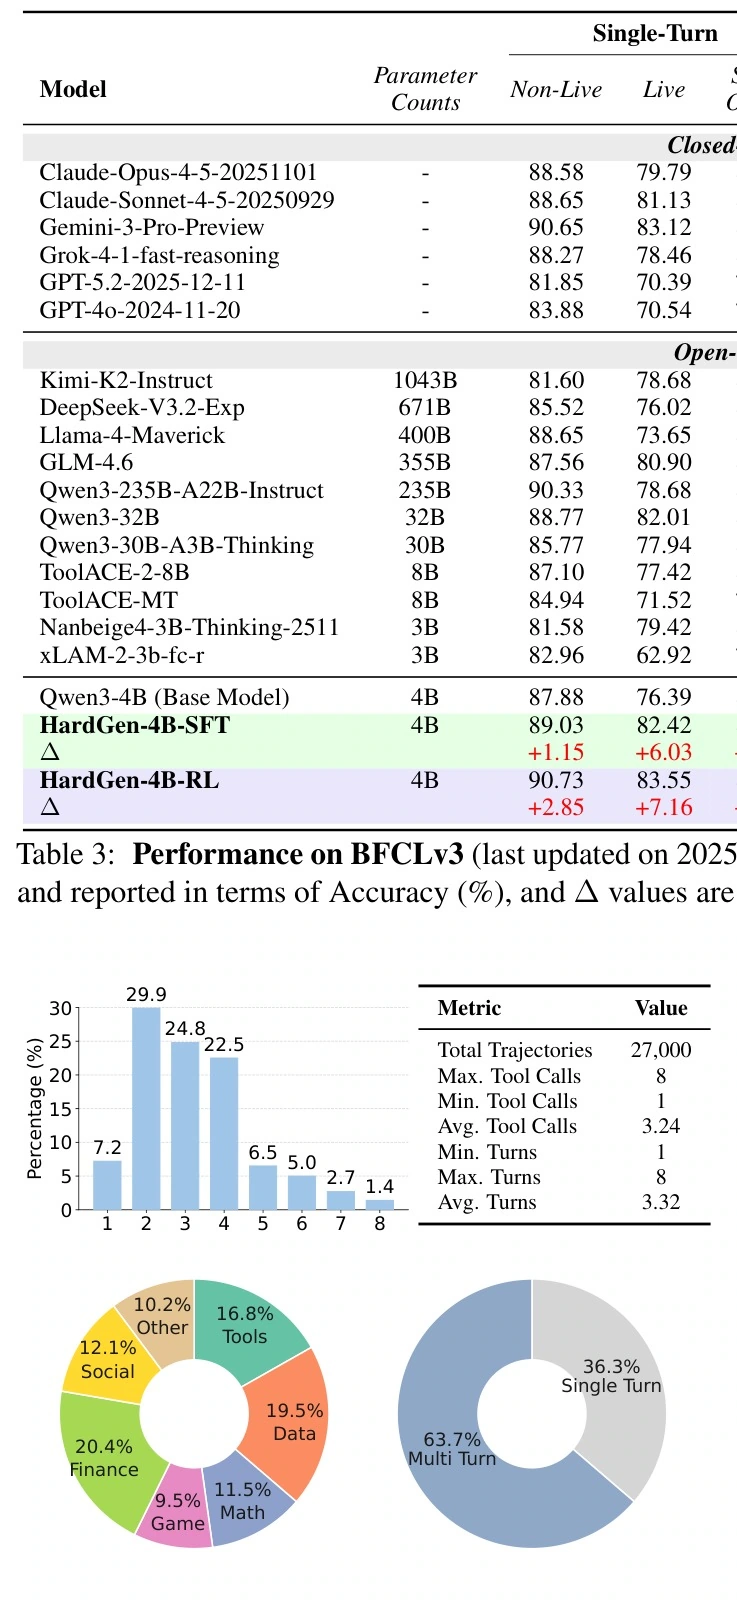 Single-Turn
Model Parameter Counts Non-Live Live
Closed-
Claude-Opus-4-5-20251101 - 88.58 79.79
Claude-Sonnet-4-5-20250929 - 88.65 81.13
Gemini-3-Pro-Preview - 90.65 83.12
Grok-4-1-fast-reasoning - 88.27 78.46
GPT-5.2-2025-12-11 - 81.85 70.39
GPT-4o-2024-11-20 - 83.88 70.54
Open-
Kimi-K2-Instruct 1043B 81.60 78.68
DeepSeek-V3.2-Exp 671B 85.52 76.02
Llama-4-Maverick 400B 88.65 73.65
GLM-4.6 355B 87.56 80.90
Qwen3-235B-A22B-Instruct 235B 90.33 78.68
Qwen3-32B 32B 88.77 82.01
Qwen3-30B-A3B-Thinking 30B 85.77 77.94
ToolACE-2-8B 8B 87.10 77.42
ToolACE-MT 8B 84.94 71.52
Nanbeige4-3B-Thinking-2511 3B 81.58 79.42
xLAM-2-3b-fc-r 3B 82.96 62.92
Qwen3-4B (Base Model) 4B 87.88 76.39
HardGen-4B-SFT 4B 89.03 82.42
Δ +1.15 +6.03
HardGen-4B-RL 4B 90.73 83.55
Δ +2.85 +7.16
Table 3: Performance on BFCLv3 (last updated on 2025
and reported in terms of Accuracy (%), and Δ values are
Percentage (%)
30
25
20
15
10
5
0
7.2
29.9
24.8
22.5
6.5
5.0
2.7
1.4
1 2 3 4 5 6 7 8
Metric Value
Total Trajectories 27,000
Max. Tool Calls 8
Min. Tool Calls 1
Avg. Tool Calls 3.24
Min. Turns 1
Max. Turns 8
Avg. Turns 3.32
10.2%
Other
16.8%
Tools
12.1%
Social
19.5%
Data
20.4%
Finance
9.5%
Game
11.5%
Math
36.3%
Single Turn
63.7%
Multi Turn